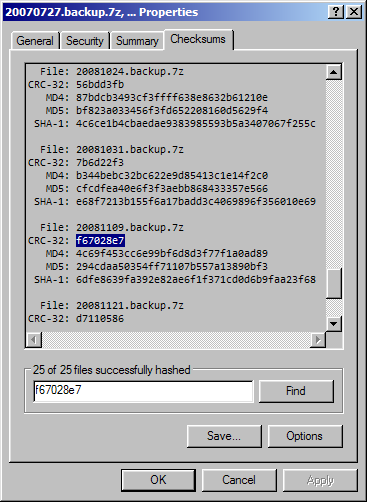 20070727.backup.7z, ... Properties
General Security Summary Checksums
File: 20081024.backup.7z
CRC-32: 56bdd3fb
MD4: 87bdcb3493cf3ffff638e8632b61210e
MD5: bf823a033456f3fd652208160d5629f4
SHA-1: 4c6ce1b4cbaedae9383985593b5a3407067f255c
File: 20081031.backup.7z
CRC-32: 7b6d22f3
MD4: b344bebc32bc622e9d85413c1e14f2c0
MD5: cfcdfea40e6f3f3aebb868433357e566
SHA-1: e68f7213b155f6a17badd3c4069896f356010e69
File: 20081109.backup.7z
CRC-32: f67028e7
MD4: 4c69f453cc6e99bf6d8d3f77f1a0ad89
MD5: 294cdaa50354ff71107b557a13890bf3
SHA-1: 6dfe8639fa392e82ae6f1f371cd0d6b9faa23f68
File: 20081121.backup.7z
CRC-32: d7110586
25 of 25 files successfully hashed
f67028e7 Find
Save... Options
OK Cancel Apply